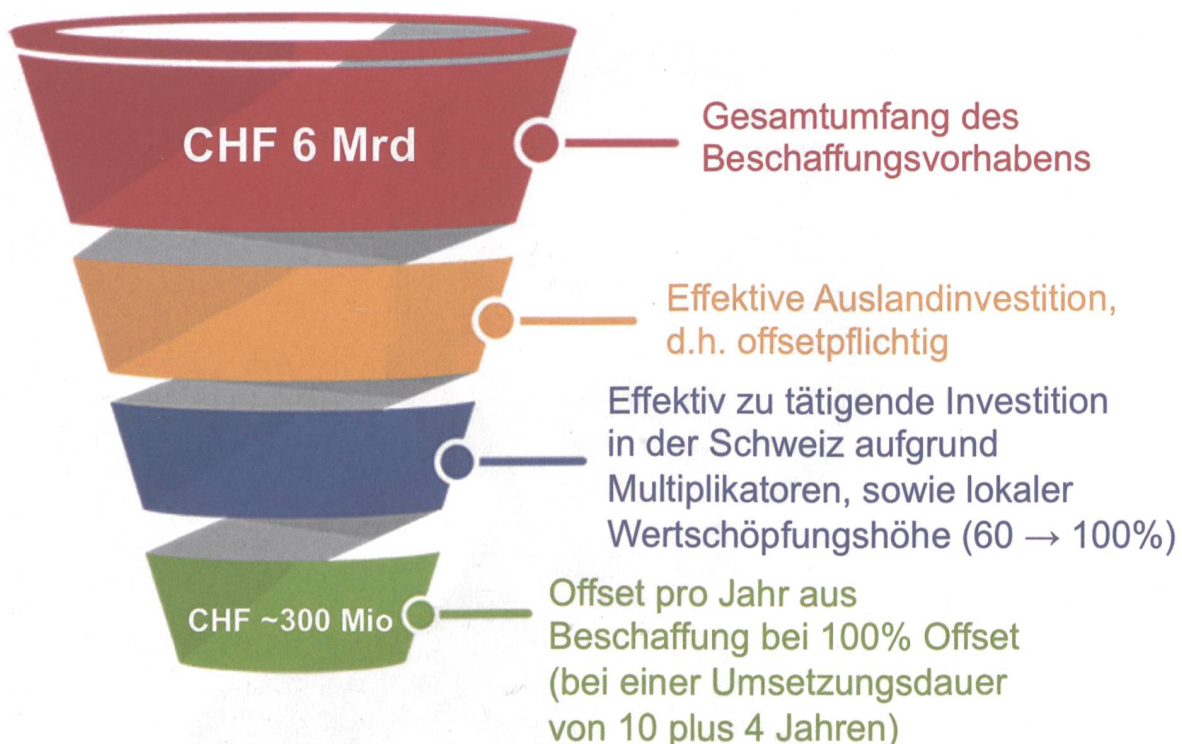 CHF 6 Mrd
Gesamtumfang des
Beschaffungsvorhabens
Effektive Auslandinvestition,
d.h. offsetpflichtig
Effektiv zu tätigende Investition
in der Schweiz aufgrund
Multiplikatoren, sowie lokaler
Wertschöpfungshöhe (60 → 100%)
CHF ~300 Mio
Offset pro Jahr aus
Beschaffung bei 100% Offset
(bei einer Umsetzungsdauer
von 10 plus 4 Jahren)